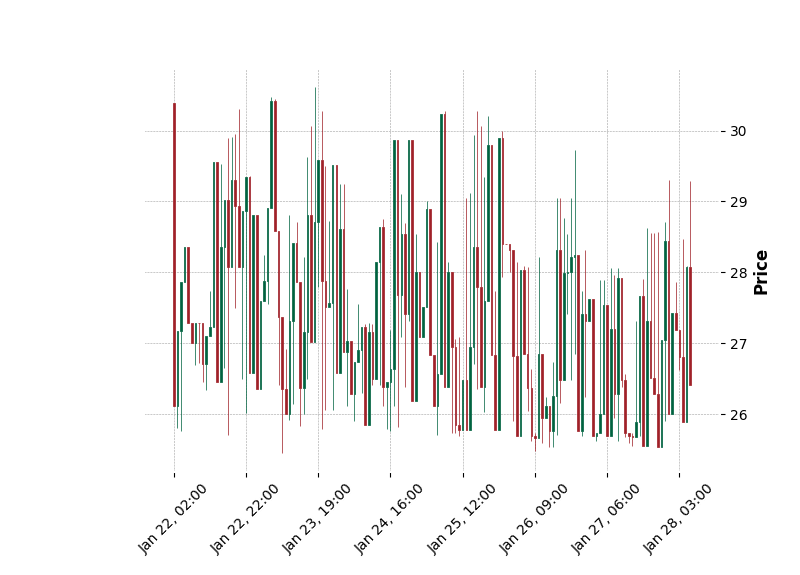 30
29
28
27
26
Price
Jan 22, 02:00
Jan 22, 22:00
Jan 23, 19:00
Jan 24, 16:00
Jan 25, 12:00
Jan 26, 09:00
Jan 27, 06:00
Jan 28, 03:00